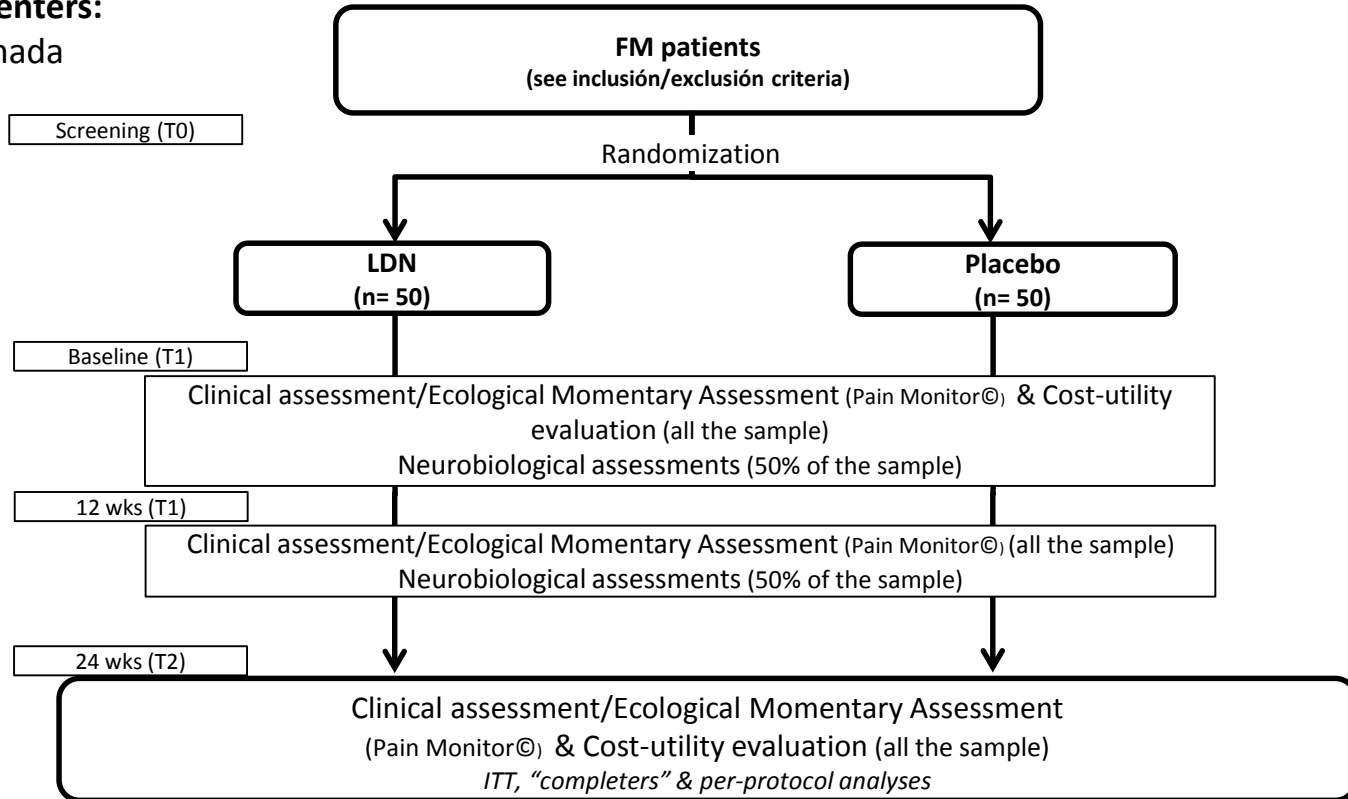 enters:
nada
FM patients
(see inclusión/exclusión criteria)
Screening (T0)
Randomization
LDN
(n= 50)
Placebo
(n= 50)
Baseline (T1)
Clinical assessment/Ecological Momentary Assessment (Pain Monitor©) & Cost-utility
evaluation (all the sample)
Neurobiological assessments (50% of the sample)
12 wks (T1)
Clinical assessment/Ecological Momentary Assessment (Pain Monitor©) (all the sample)
Neurobiological assessments (50% of the sample)
24 wks (T2)
Clinical assessment/Ecological Momentary Assessment
(Pain Monitor©) & Cost-utility evaluation (all the sample)
ITT, “completers” & per-protocol analyses